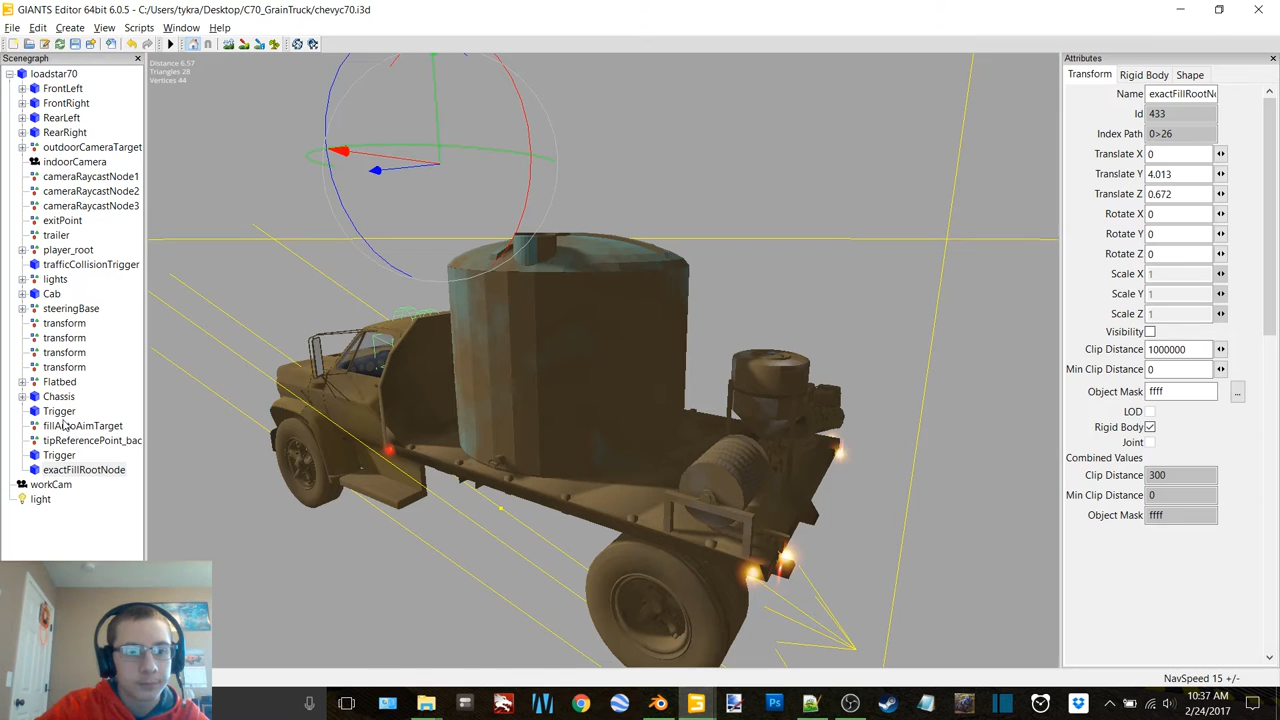 GIANTS Editor 64bit 6.0.5 - C:/Users/tykra/Desktop/C70_GrainTruck/chevyc70.i3d
File Edit Create View Scripts Window Help
Scenegraph
loadstar70
FrontLeft
FrontRight
RearLeft
RearRight
outdoorCameraTarget
indoorCamera
cameraRaycastNode1
cameraRaycastNode2
cameraRaycastNode3
exitPoint
trailer
player_root
trafficCollisionTrigger
lights
Cab
steeringBase
transform
transform
transform
transform
Flatbed
Chassis
Trigger
fillAutoAimTarget
tipReferencePoint_bac
Trigger
exactFillRootNode
workCam
light
Distance 6.57
Triangles 28
Vertices 44
Attributes
Transform Rigid Body Shape
Name exactFillRootNo
Id 433
Index Path 0>26
Translate X 0
Translate Y 4.013
Translate Z 0.672
Rotate X 0
Rotate Y 0
Rotate Z 0
Scale X 1
Scale Y 1
Scale Z 1
Visibility
Clip Distance 1000000
Min Clip Distance 0
Object Mask ffff ...
LOD
Rigid Body
Joint
Combined Values
Clip Distance 300
Min Clip Distance 0
Object Mask ffff
NavSpeed 15 +/-
10:37 AM
2/24/2017